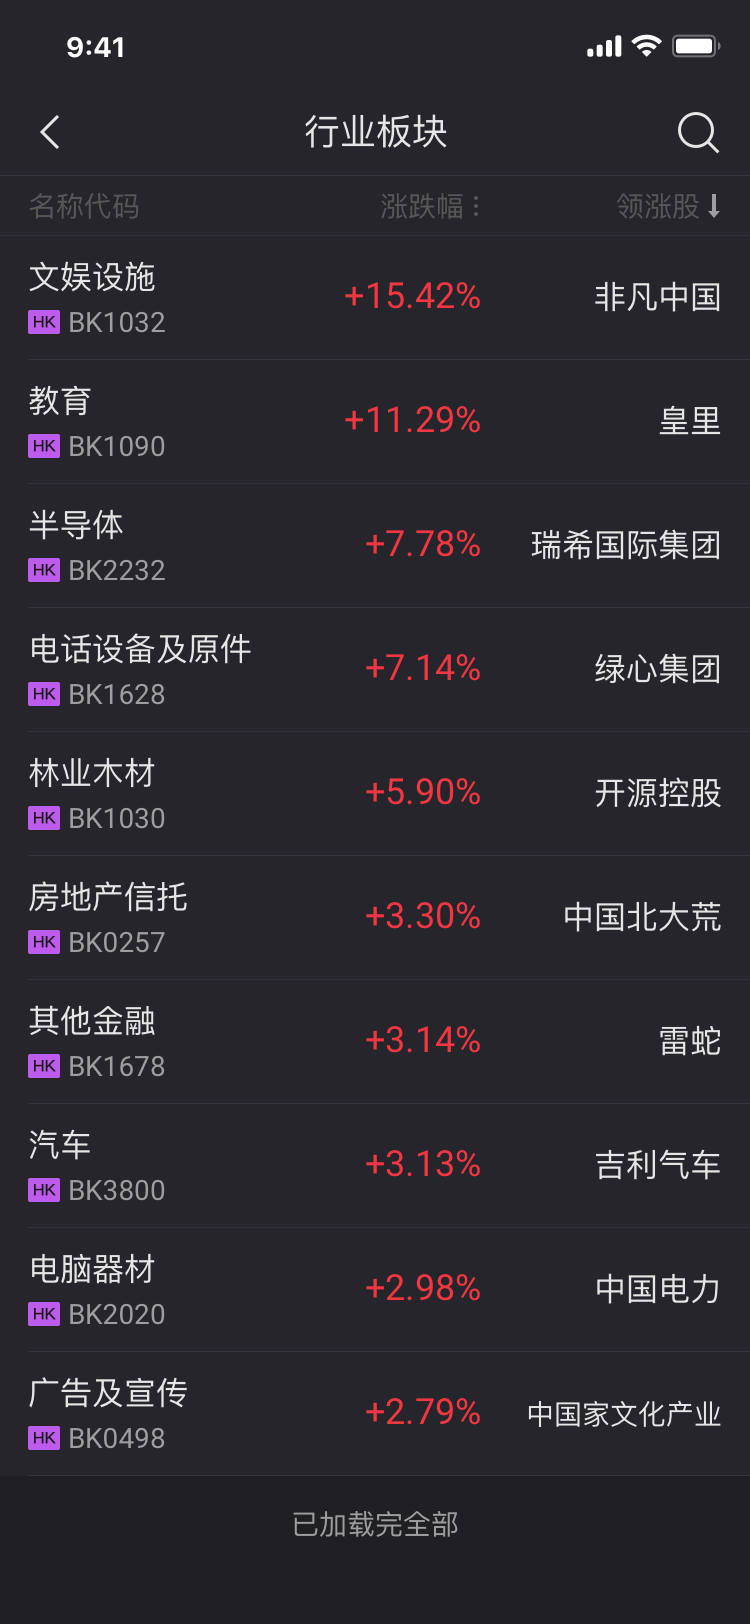 9:41
行业板块
名称代码 涨跌幅 领涨股
文娱设施
HK BK1032 +15.42% 非凡中国
教育
HK BK1090 +11.29% 皇里
半导体
HK BK2232 +7.78% 瑞希国际集团
电话设备及原件
HK BK1628 +7.14% 绿心集团
林业木材
HK BK1030 +5.90% 开源控股
房地产信托
HK BK0257 +3.30% 中国北大荒
其他金融
HK BK1678 +3.14% 雷蛇
汽车
HK BK3800 +3.13% 吉利气车
电脑器材
HK BK2020 +2.98% 中国电力
广告及宣传
HK BK0498 +2.79% 中国家文化产业
已加载完全部